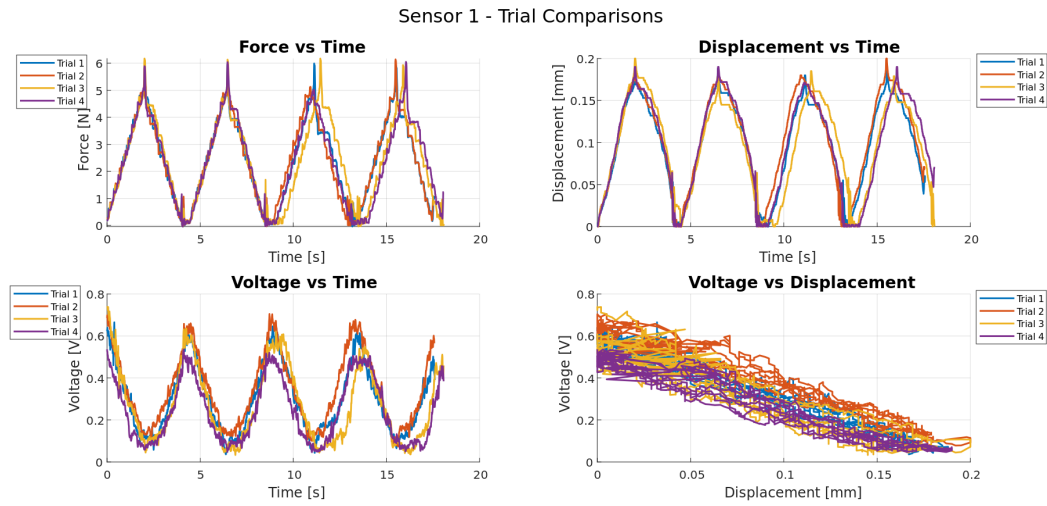 Sensor 1 - Trial Comparisons
Force vs Time
Trial 1
Trial 2
Trial 3
Trial 4
Force [N]
0
1
2
3
4
5
6
0
5
10
15
20
Time [s]
Displacement vs Time
Trial 1
Trial 2
Trial 3
Trial 4
Displacement [mm]
0
0.05
0.1
0.15
0.2
0
5
10
15
20
Time [s]
Voltage vs Time
Trial 1
Trial 2
Trial 3
Trial 4
Voltage [V]
0
0.2
0.4
0.6
0.8
0
5
10
15
20
Time [s]
Voltage vs Displacement
Trial 1
Trial 2
Trial 3
Trial 4
Voltage [V]
0
0.2
0.4
0.6
0.8
0
0.05
0.1
0.15
0.2
Displacement [mm]